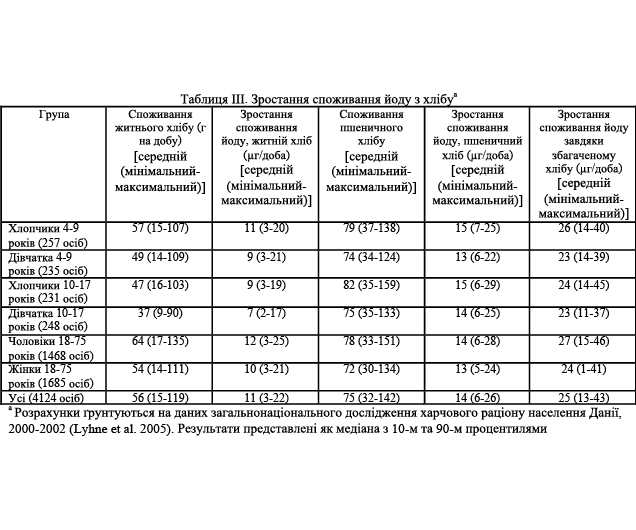 Таблиця III. Зростання споживання йоду з хлібуᵃ
Група
Споживання
житнього хлібу (г
на добу)
[середній
(мінімальний-
максимальний)]
Зростання
споживання
йоду, житній хліб
(µг/доба)
[середній
(мінімальний-
максимальний)]
Споживання
пшеничного
хлібу
[середній
(мінімальний-
максимальний)]
Зростання
споживання
йоду, пшеничний
хліб (µг/доба)
[середній
(мінімальний-
максимальний)]
Зростання
споживання йоду
завдяки
збагаченому
хлібу (µг/доба)
[середній
(мінімальний-
максимальний)]
Хлопчики 4-9 57 (15-107) 11 (3-20) 79 (37-138) 15 (7-25) 26 (14-40)
років (257 осіб)
Дівчатка 4-9 49 (14-109) 9 (3-21) 74 (34-124) 13 (6-22) 23 (14-39)
років (235 осіб)
Хлопчики 10-17 47 (16-103) 9 (3-19) 82 (35-159) 15 (6-29) 24 (14-45)
років (231 осіб)
Дівчатка 10-17 37 (9-90) 7 (2-17) 75 (35-133) 14 (6-25) 23 (11-37)
років (248 осіб)
Чоловіки 18-75 64 (17-135) 12 (3-25) 78 (33-151) 14 (6-28) 27 (15-46)
років (1468 осіб)
Жінки 18-75 54 (14-111) 10 (3-21) 72 (30-134) 13 (5-24) 24 (1-41)
років (1685 осіб)
Усі (4124 осіб) 56 (15-119) 11 (3-22) 75 (32-142) 14 (6-26) 25 (13-43)
ᵃ Розрахунки ґрунтуються на даних загальнонаціонального дослідження харчового раціону населення Данії,
2000-2002 (Lyhne et al. 2005). Результати представлені як медіана з 10-м та 90-м процентилями